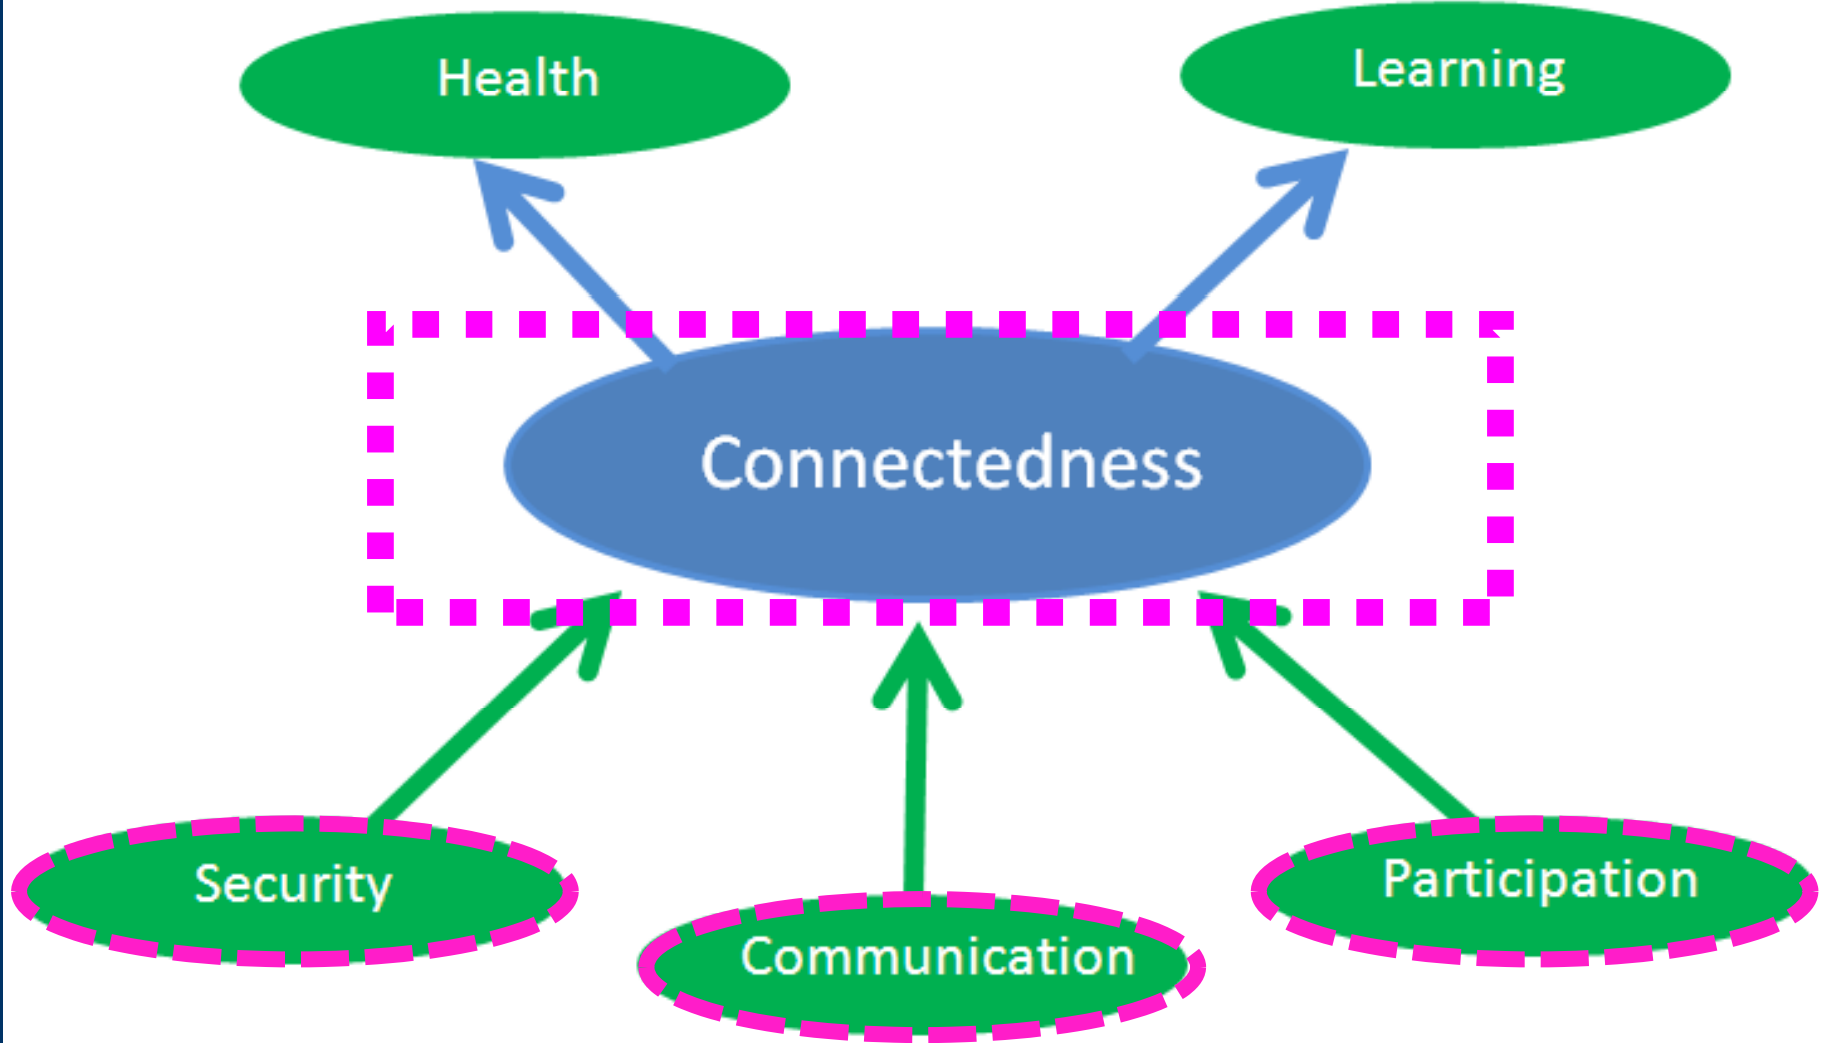 Health
Learning
Connectedness
Security
Communication
Participation